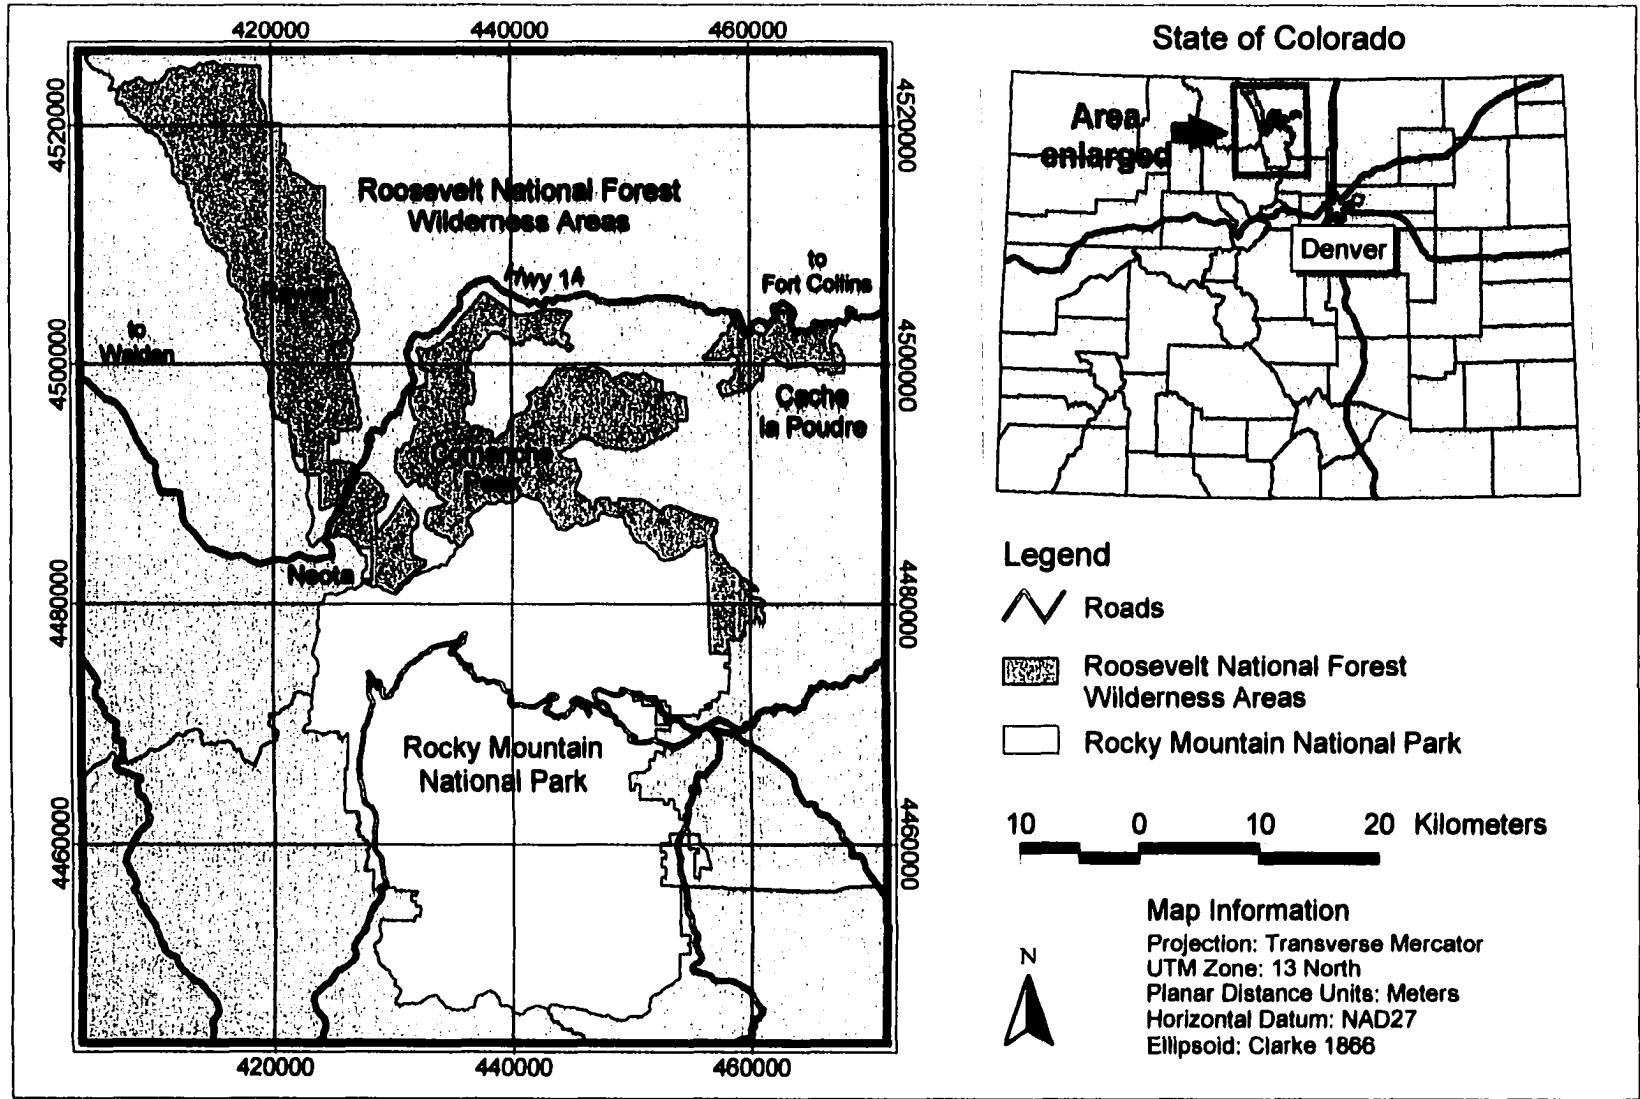 420000 440000 460000
State of Colorado
4520000
4520000
Area
enlarged
Roosevelt National Forest
Wilderness Areas
Denver
Hwy 14
to
Fort Collins
Rawah
to
Walden
4500000
4500000
Cache
la Poudre
Comanche
Peak
Neota
4480000
4480000
Legend
Roads
Roosevelt National Forest
Wilderness Areas
Rocky Mountain National Park
Rocky Mountain
National Park
4460000
4460000
10 0 10 20 Kilometers
Map Information
Projection: Transverse Mercator
UTM Zone: 13 North
Planar Distance Units: Meters
Horizontal Datum: NAD27
Ellipsoid: Clarke 1866
N
420000 440000 460000